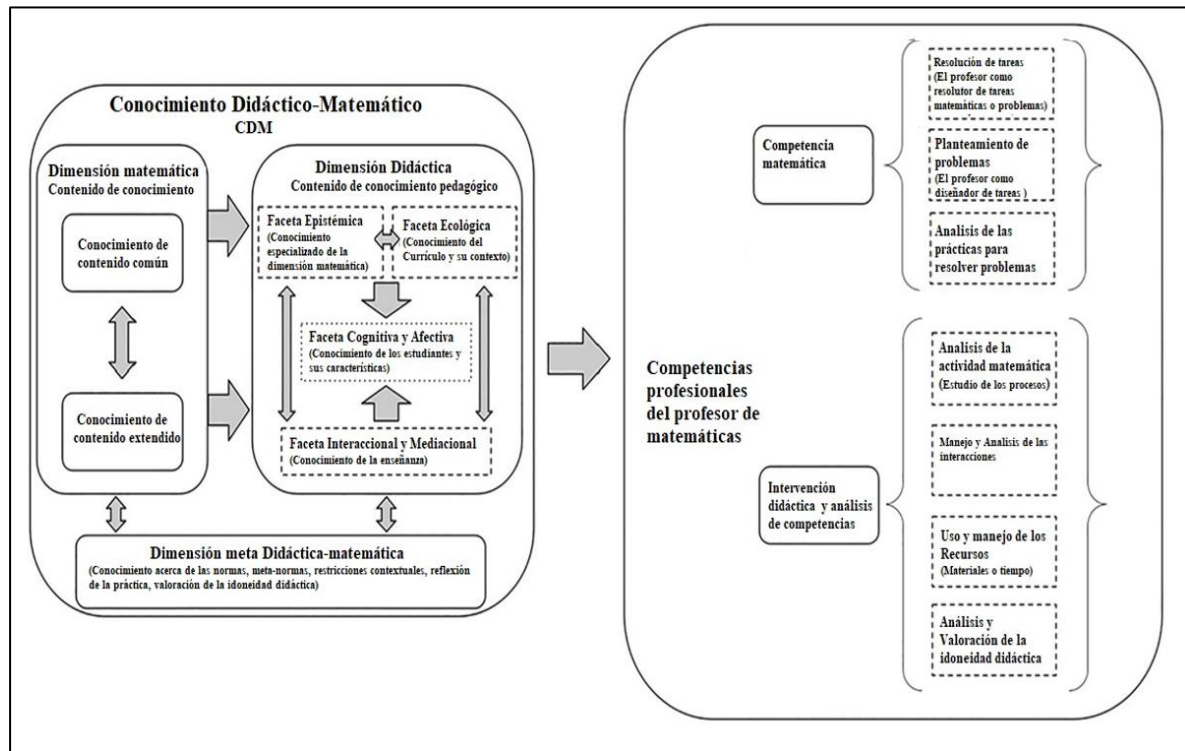 Conocimiento Didáctico-Matemático
CDM
Dimensión matemática
Contenido de conocimiento
Conocimiento de
contenido común
Conocimiento de
contenido extendido
Dimensión Didáctica
Contenido de conocimiento pedagógico
Faceta Epistémica
(Conocimiento
especializado de la
dimensión matemática)
Faceta Ecológica
(Conocimiento del
Currículo y su contexto)
Faceta Cognitiva y Afectiva
(Conocimiento de los estudiantes y
sus características)
Faceta Interaccional y Mediacional
(Conocimiento de la enseñanza)
Dimensión meta Didáctica-matemática
(Conocimiento acerca de las normas, meta-normas, restricciones contextuales, reflexión
de la práctica, valoración de la idoneidad didáctica)
Competencias
profesionales
del profesor de
matemáticas
Competencia
matemática
Resolución de tareas
(El profesor como
resolutor de tareas
matemáticas o problemas)
Planteamiento de
problemas
(El profesor como
diseñador de tareas )
Analisis de las
prácticas para
resolver problemas
Intervención
didáctica y análisis
de competencias
Analisis de la
actividad matemática
(Estudio de los procesos)
Manejo y Analisis de las
interacciones
Uso y manejo de los
Recursos
(Materiales o tiempo)
Análisis y
Valoración de la
idoneidad didáctica